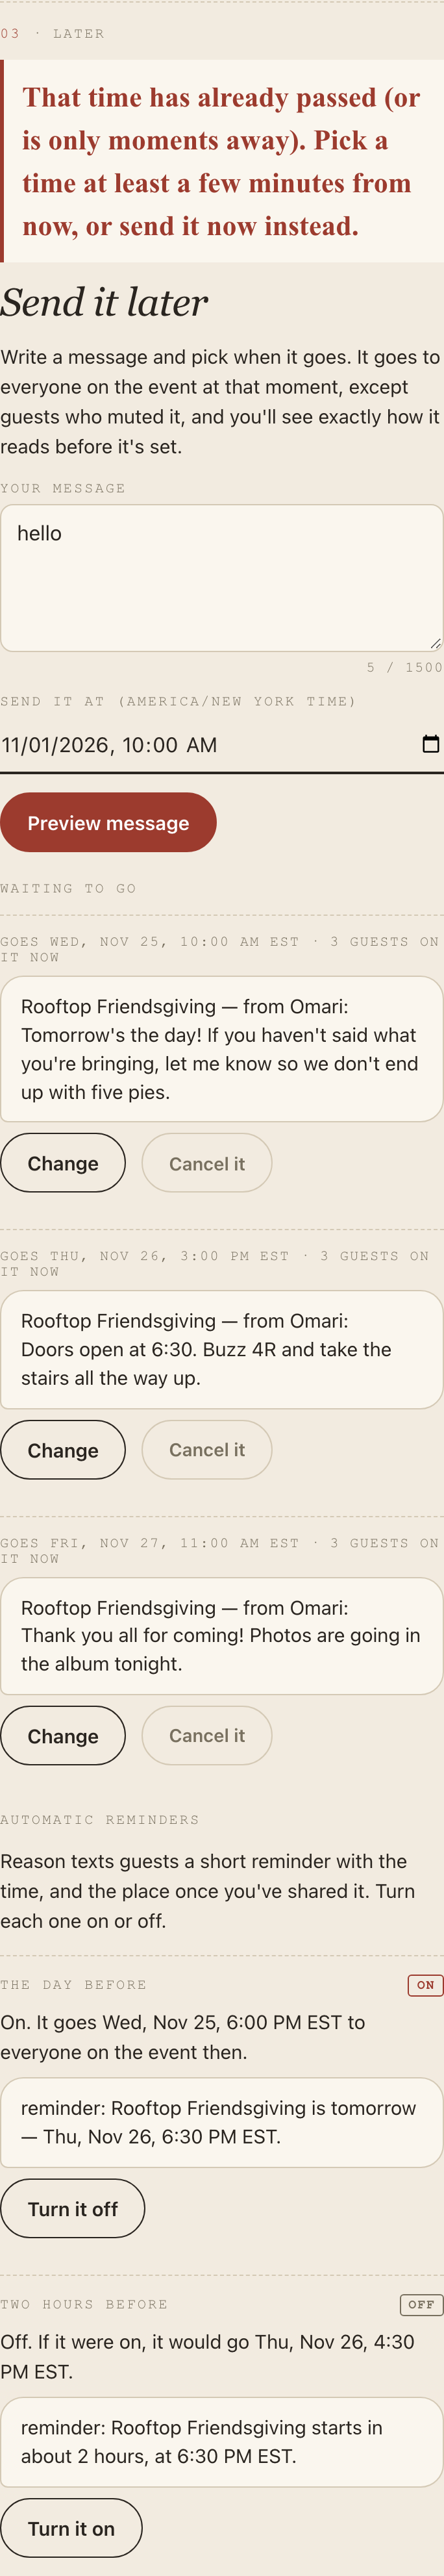 03 · LATER
That time has already passed (or
is only moments away). Pick a
time at least a few minutes from
now, or send it now instead.
Send it later
Write a message and pick when it goes. It goes to
everyone on the event at that moment, except
guests who muted it, and you'll see exactly how it
reads before it's set.
YOUR MESSAGE
hello
5 / 1500
SEND IT AT (AMERICA/NEW YORK TIME)
11/01/2026, 10:00 AM
Preview message
WAITING TO GO
GOES WED, NOV 25, 10:00 AM EST · 3 GUESTS ON
IT NOW
Rooftop Friendsgiving — from Omari:
Tomorrow's the day! If you haven't said what
you're bringing, let me know so we don't end
up with five pies.
Change
Cancel it
GOES THU, NOV 26, 3:00 PM EST · 3 GUESTS ON
IT NOW
Rooftop Friendsgiving — from Omari:
Doors open at 6:30. Buzz 4R and take the
stairs all the way up.
Change
Cancel it
GOES FRI, NOV 27, 11:00 AM EST · 3 GUESTS ON
IT NOW
Rooftop Friendsgiving — from Omari:
Thank you all for coming! Photos are going in
the album tonight.
Change
Cancel it
AUTOMATIC REMINDERS
Reason texts guests a short reminder with the
time, and the place once you've shared it. Turn
each one on or off.
THE DAY BEFORE
ON
On. It goes Wed, Nov 25, 6:00 PM EST to
everyone on the event then.
reminder: Rooftop Friendsgiving is tomorrow
— Thu, Nov 26, 6:30 PM EST.
Turn it off
TWO HOURS BEFORE
OFF
Off. If it were on, it would go Thu, Nov 26, 4:30
PM EST.
reminder: Rooftop Friendsgiving starts in
about 2 hours, at 6:30 PM EST.
Turn it on